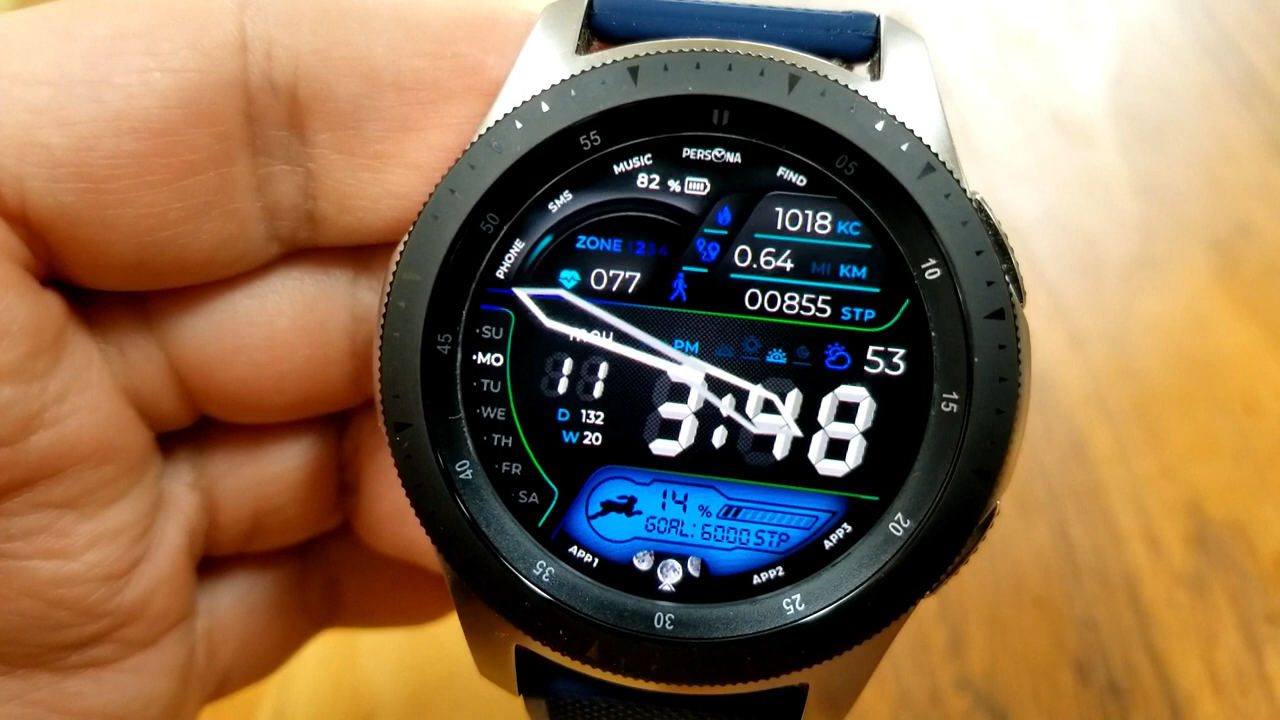 55
05
50
10
45
15
40
20
35
25
30
PERSONA
MUSIC
FIND
SMS
PHONE
82 %
ZONE 1234
077
1018 KC
0.64 MI KM
00855 STP
SU
MO
TU
WE
TH
FR
SA
PM
53
11
3:48
D 132
W 20
14 %
GOAL: 6000 STP
APP1
APP2
APP3